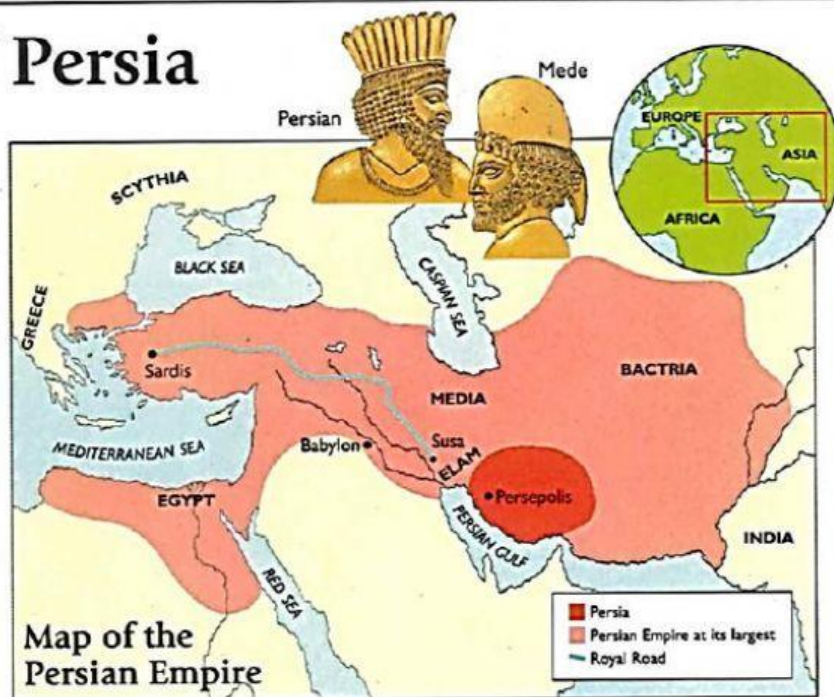 Persia
Persian
Mede
EUROPE
ASIA
AFRICA
SCYTHIA
BLACK SEA
CASPIAN SEA
GREECE
Sardis
MEDIA
BACTRIA
MEDITERRANEAN SEA
Babylon
Susa
ELAM
Persepolis
EGYPT
PERSIAN GULF
INDIA
RED SEA
Persia
Persian Empire at its largest
Royal Road
Map of the
Persian Empire